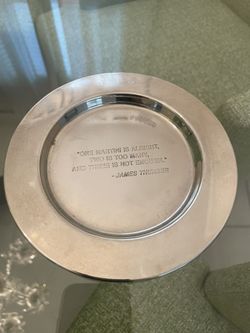 "ONE MARTINI IS ALRIGHT,
TWO IS TOO MANY,
AND THREE IS NOT ENOUGH."
-JAMES THURBER